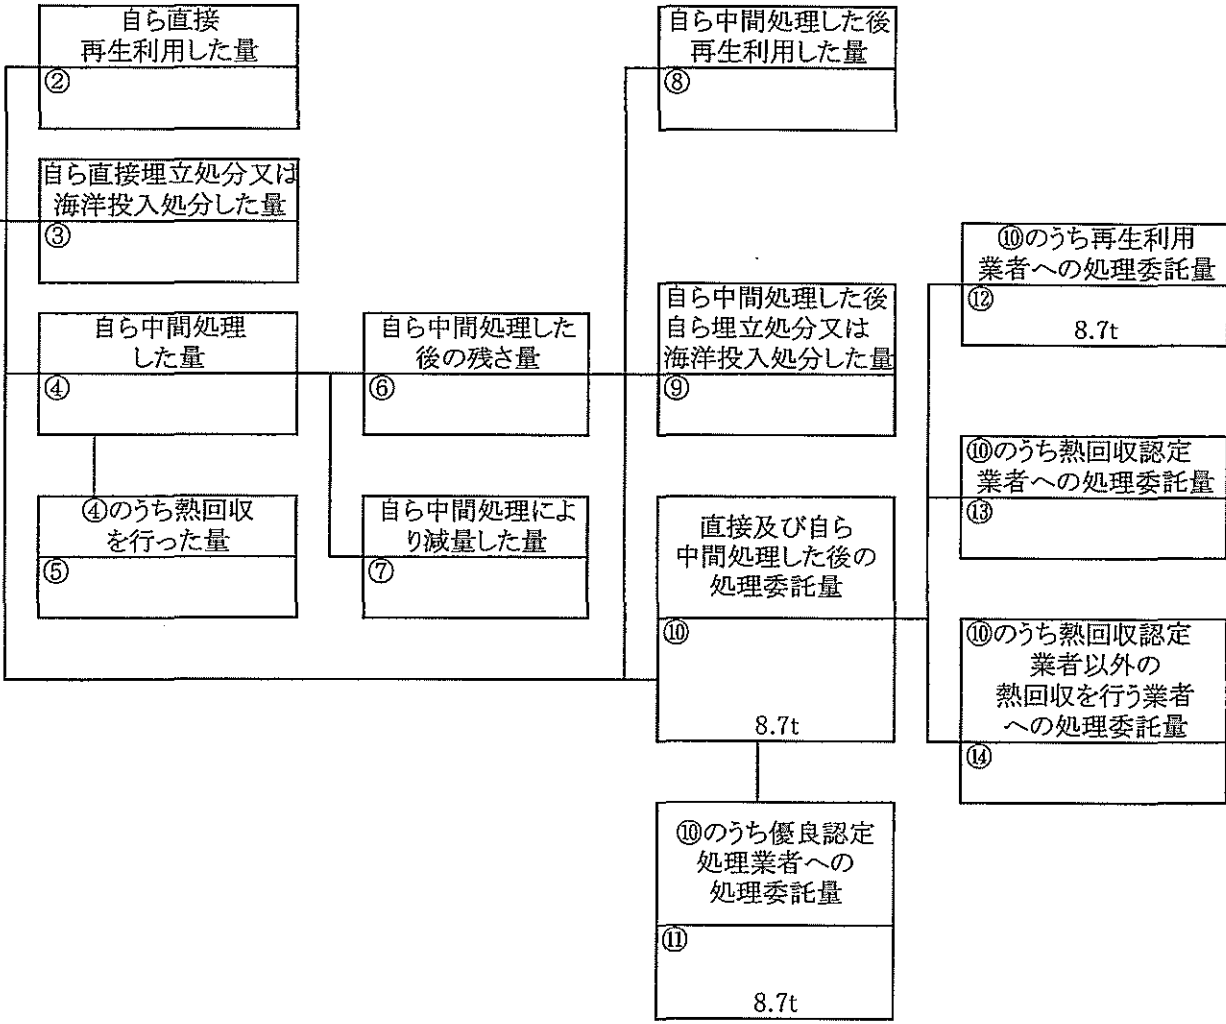 自ら直接
再生利用した量
②
自ら直接埋立処分又は
海洋投入処分した量
③
自ら中間処理
した量
④
④のうち熱回収
を行った量
⑤
自ら中間処理した
後の残さ量
⑥
自ら中間処理によ
り減量した量
⑦
自ら中間処理した後
再生利用した量
⑧
自ら中間処理した後
自ら埋立処分又は
海洋投入処分した量
⑨
直接及び自ら
中間処理した後の
処理委託量
⑩
8.7t
⑩のうち優良認定
処理業者への
処理委託量
⑪
8.7t
⑩のうち再生利用
業者への処理委託量
⑫
8.7t
⑩のうち熱回収認定
業者への処理委託量
⑬
⑩のうち熱回収認定
業者以外の
熱回収を行う業者
への処理委託量
⑭